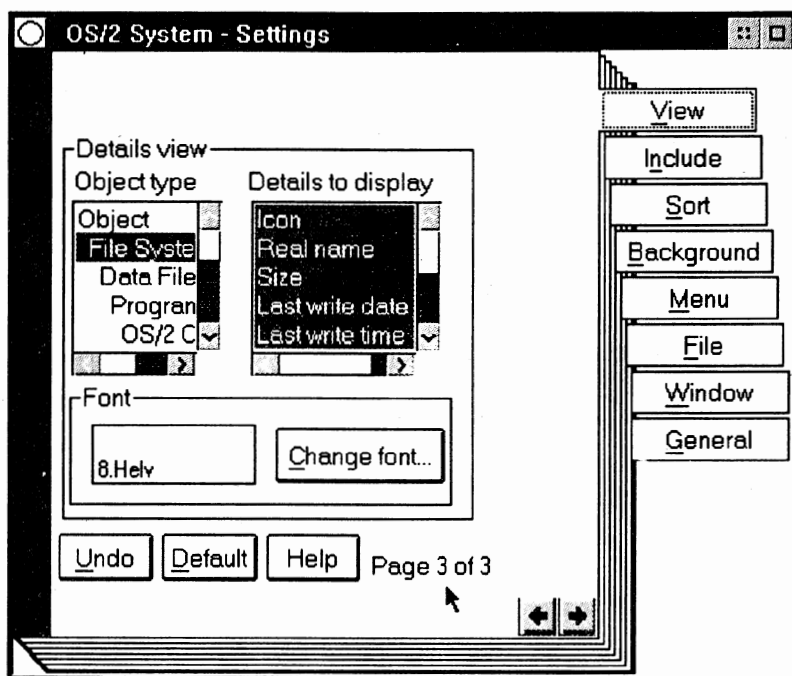 OS/2 System - Settings
View
Include
Sort
Background
Menu
File
Window
General
Details view
Object type
Object
File Syste
Data File
Progran
OS/2 C
Details to display
Icon
Real name
Size
Last write date
Last write time
Font
8.Helv
Change font...
Undo
Default
Help
Page 3 of 3